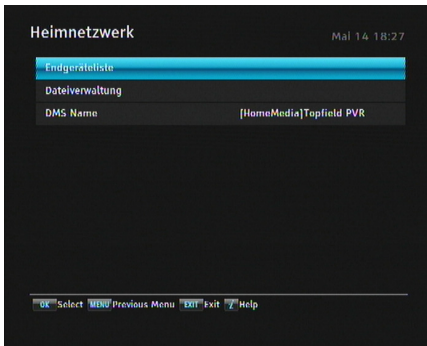 Heimnetzwerk
Mai 14 18:27
Endgeräteliste
Dateiverwaltung
DMS Name [HomeMedia]Topfield PVR
OK Select MENU Previous Menu EXIT Exit i Help